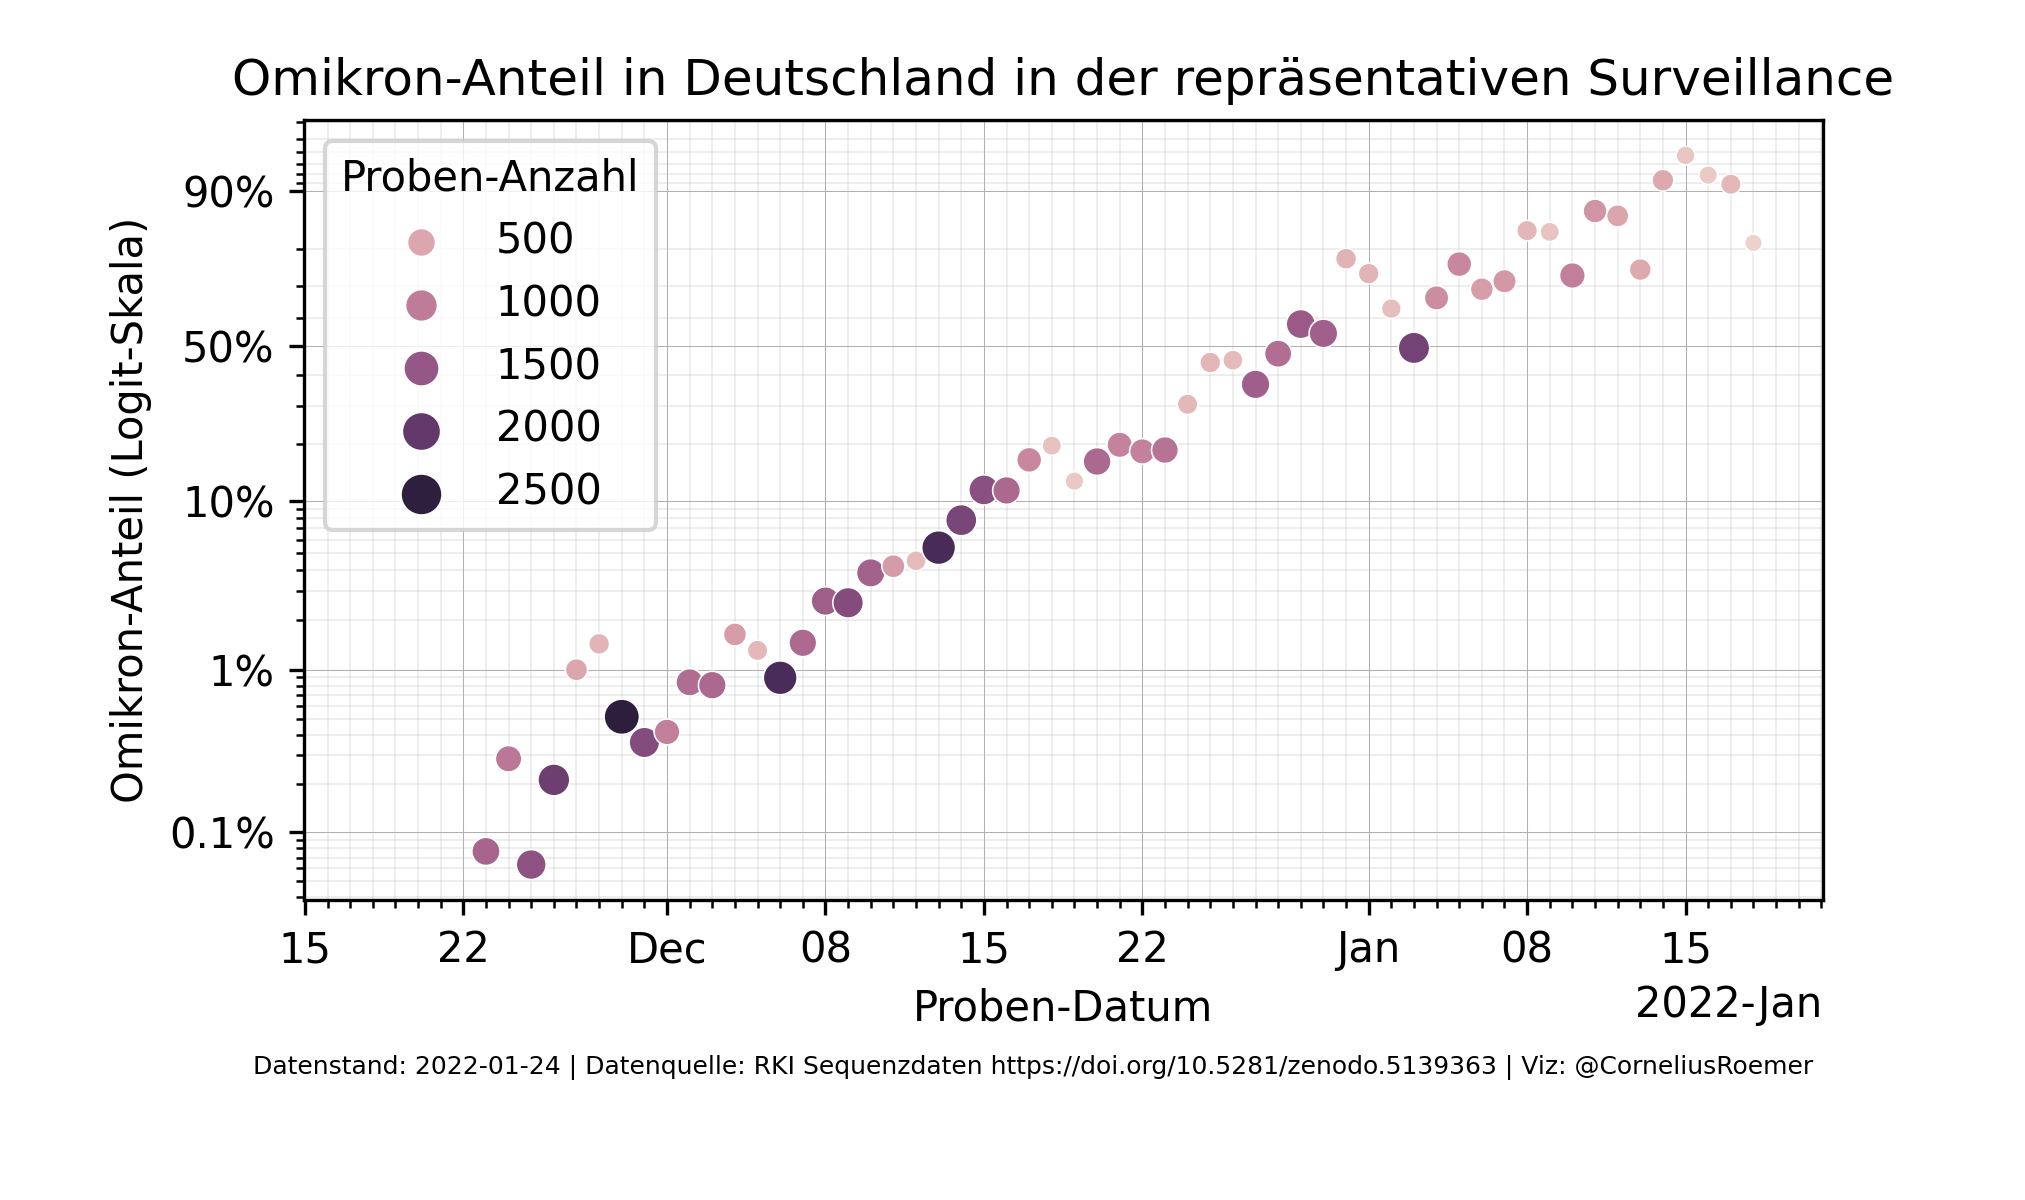 Omikron-Anteil in Deutschland in der repräsentativen Surveillance
Omikron-Anteil (Logit-Skala)
90%
50%
10%
1%
0.1%
Proben-Anzahl
500
1000
1500
2000
2500
15 22 Dec 08 15 22 Jan 08 15
2022-Jan
Proben-Datum
Datenstand: 2022-01-24 | Datenquelle: RKI Sequenzdaten https://doi.org/10.5281/zenodo.5139363 | Viz: @CorneliusRoemer